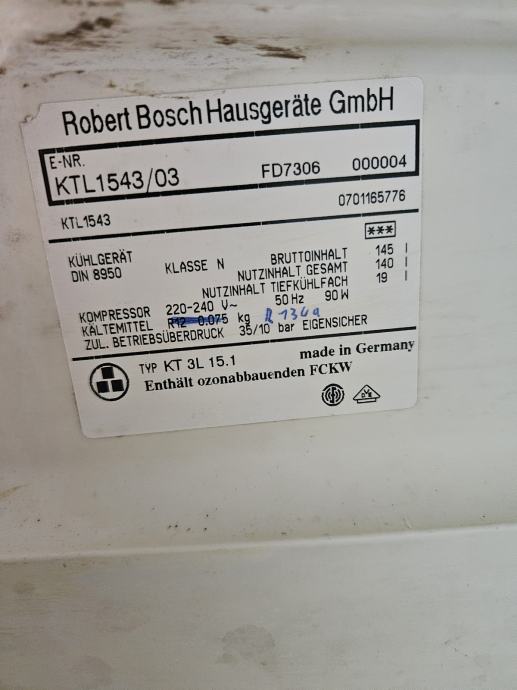 Robert Bosch Hausgeräte GmbH
E-NR.
KTL1543/03 FD7306 000004
KTL1543 0701165776
***
KÜHLGERÄT KLASSE N BRUTTOINHALT 145 l
DIN 8950 NUTZINHALT GESAMT 140 l
NUTZINHALT TIEFKÜHLFACH 19 l
KOMPRESSOR 220-240 V~ 50 Hz 90 W
KÄLTEMITTEL R12 0.075 kg R134a
ZUL. BETRIEBSÜBERDRUCK 35/10 bar EIGENSICHER
TYP KT 3L 15.1 made in Germany
Enthält ozonabbauenden FCKW